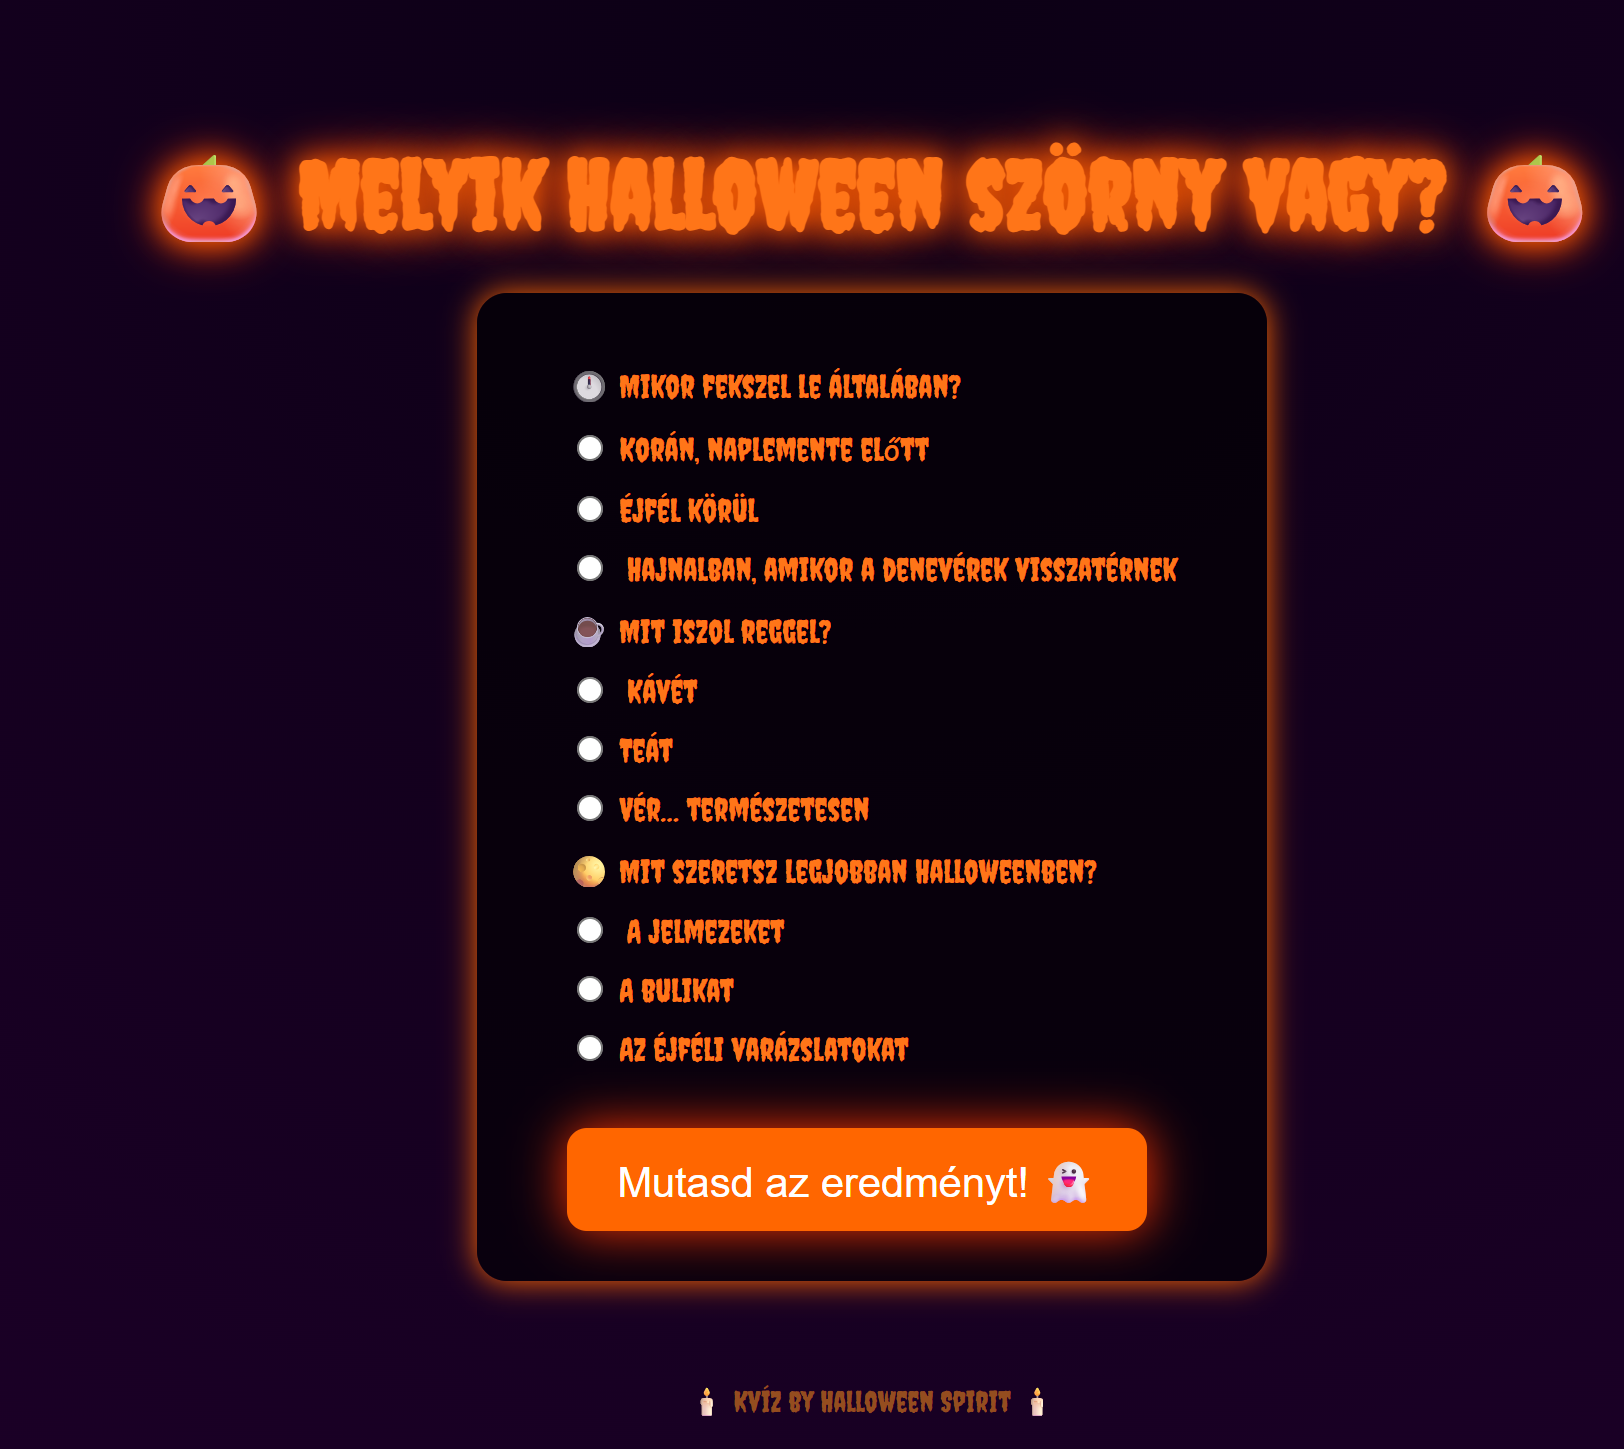 MELYIK HALLOWEEN SZÖRNY VAGY?
MIKOR FEKSZEL LE ÁLTALÁBAN?
KORÁN, NAPLEMENTE ELőTT
ÉJFÉL KÖRÜL
HAJNALBAN, AMIKOR A DENEVÉREK VISSZATÉRNEK
MIT ISZOL REGGEL?
KÁVÉT
TEÁT
VÉR... TERMÉSZETESEN
MIT SZERETSZ LEGJOBBAN HALLOWEENBEN?
A JELMEZEKET
A BULIKAT
AZ ÉJFÉLI VARÁZSLATOKAT
Mutasd az eredményt!
KVÍZ BY HALLOWEEN SPIRIT